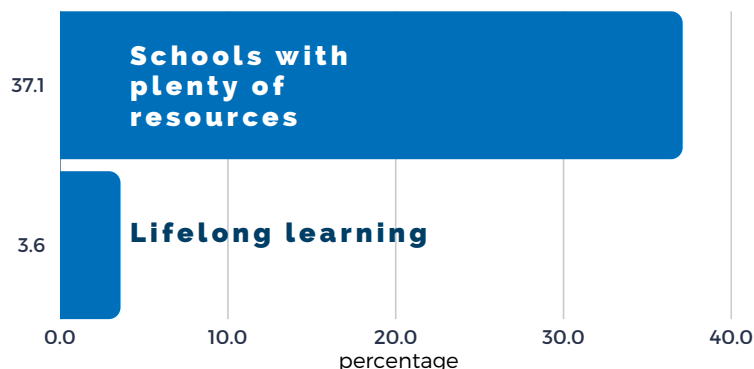 37.1
Schools with
plenty of
resources
3.6
Lifelong learning
0.0 10.0 20.0 30.0 40.0
percentage